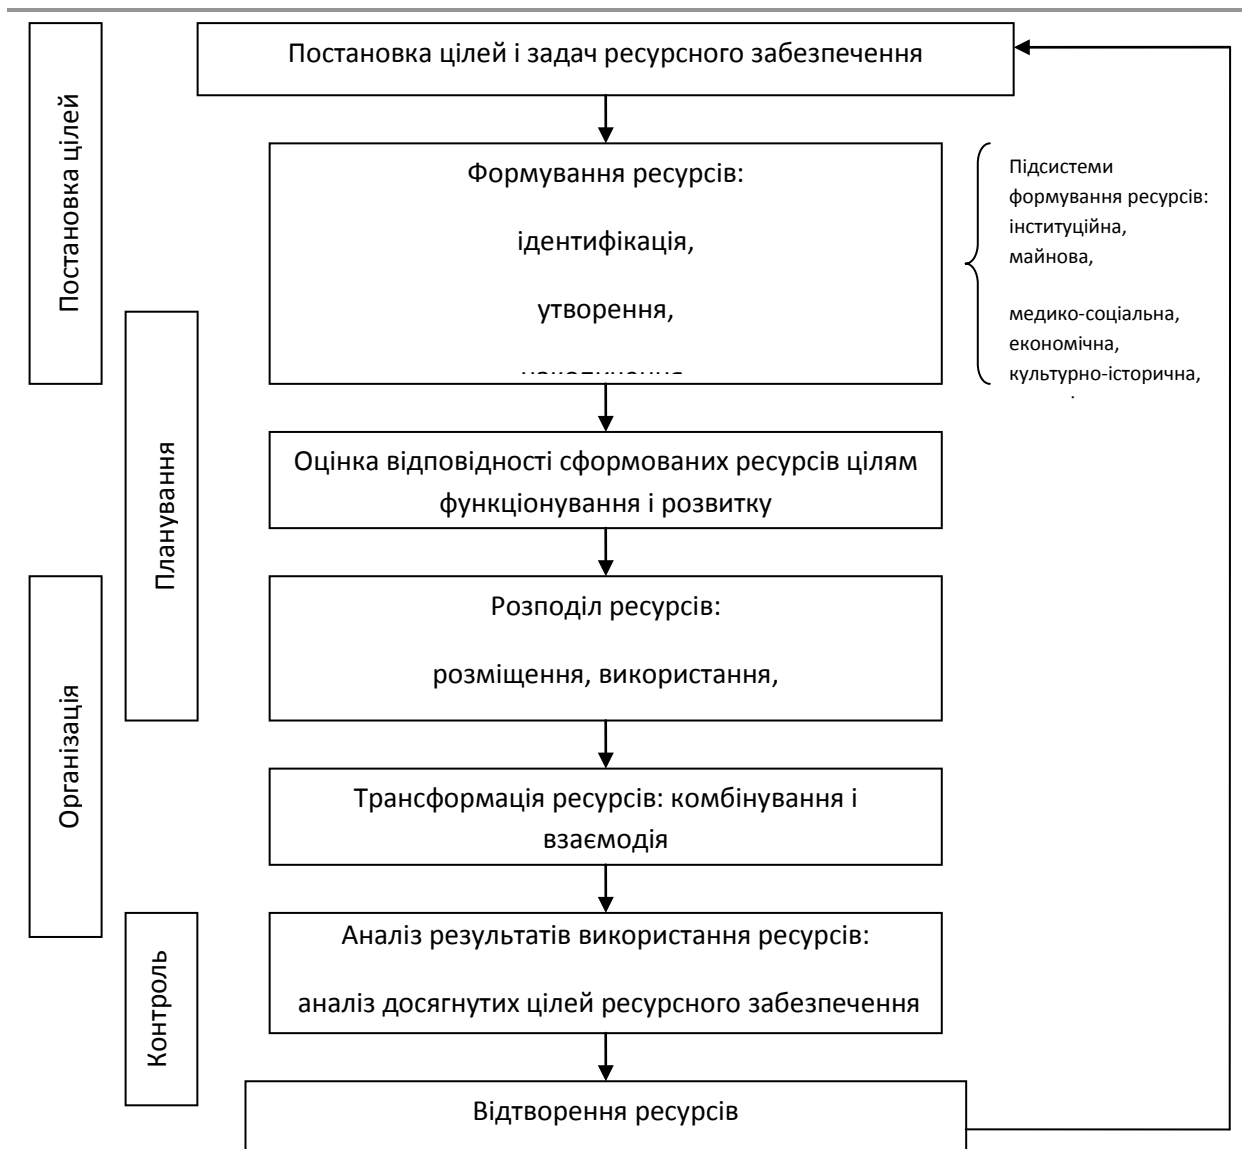 Постановка цілей
Планування
Організація
Контроль
Постановка цілей і задач ресурсного забезпечення
Формування ресурсів:
ідентифікація,
утворення,
Підсистеми
формування ресурсів:
інституційна,
майнова,
медико-соціальна,
економічна,
культурно-історична,
Оцінка відповідності сформованих ресурсів цілям
функціонування і розвитку
Розподіл ресурсів:
розміщення, використання,
Трансформація ресурсів: комбінування і
взаємодія
Аналіз результатів використання ресурсів:
аналіз досягнутих цілей ресурсного забезпечення
Відтворення ресурсів